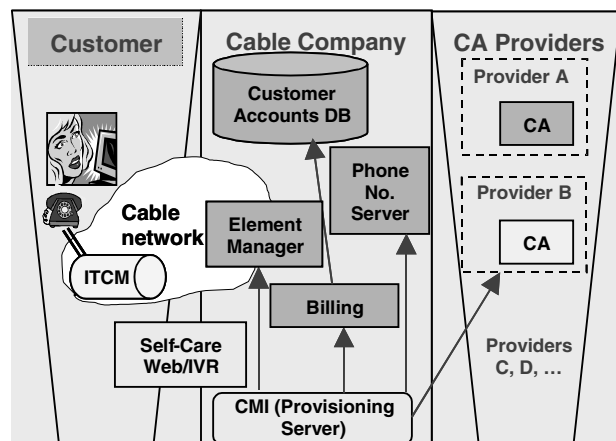 Customer
Cable Company
CA Providers
Customer
Accounts DB
Provider A
CA
Phone
No.
Server
Provider B
CA
Cable
network
Element
Manager
ITCM
Billing
Self-Care
Web/IVR
Providers
C, D, …
CMI (Provisioning
Server)